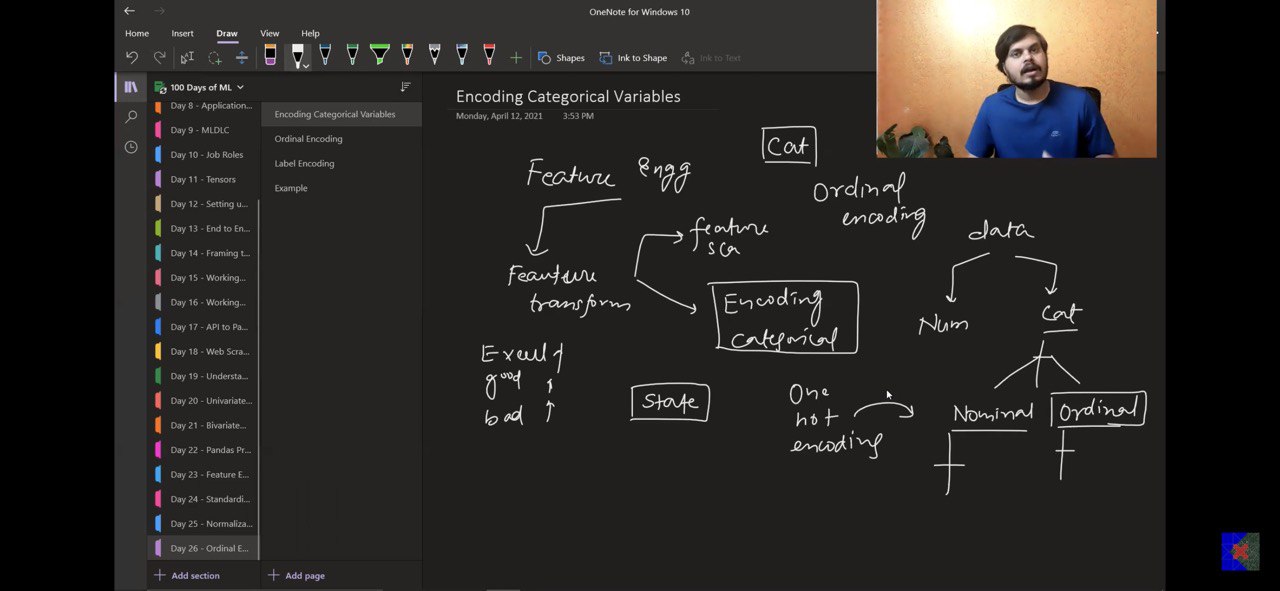 OneNote for Windows 10
Home Insert Draw View Help
Shapes Ink to Shape Ink to Text
100 Days of ML
Day 8 - Application...
Day 9 - MLDLC
Day 10 - Job Roles
Day 11 - Tensors
Day 12 - Setting u...
Day 13 - End to En...
Day 14 - Framing t...
Day 15 - Working...
Day 16 - Working...
Day 17 - API to Pa...
Day 18 - Web Scra...
Day 19 - Understa...
Day 20 - Univariate...
Day 21 - Bivariate...
Day 22 - Pandas Pr...
Day 23 - Feature E...
Day 24 - Standardi...
Day 25 - Normaliza...
Day 26 - Ordinal E...
Add section
Encoding Categorical Variables
Ordinal Encoding
Label Encoding
Example
Add page
Encoding Categorical Variables
Monday, April 12, 2021 3:53 PM
Cat
Feature Engg
Ordinal
encoding
data
feature
sca
Feauture
transform
Encoding
Categorical
Num
Cat
good
bad
State
One
hot
encoding
Nominal
Ordinal